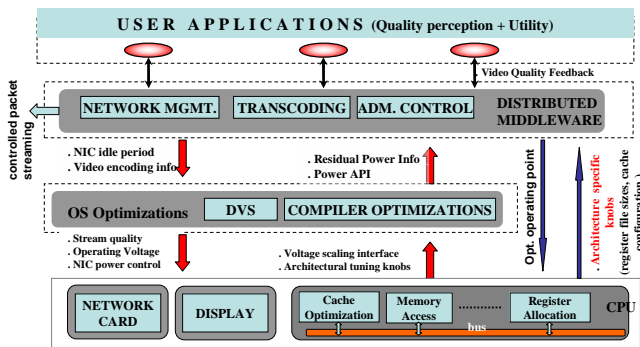 USER APPLICATIONS (Quality perception + Utility)
. Video Quality Feedback
NETWORK MGMT.
TRANSCODING
ADM. CONTROL
DISTRIBUTED
MIDDLEWARE
controlled packet
streaming
. NIC idle period
. Video encoding info
. Residual Power Info
. Power API
OS Optimizations
DVS
COMPILER OPTIMIZATIONS
Opt. operating point
. Architecture specific
knobs
(register file sizes, cache
configuration.)
. Stream quality
. Operating Voltage
. NIC power control
. Voltage scaling interface
. Architectural tuning knobs
NETWORK
CARD
DISPLAY
Cache
Optimization
Memory
Access
............
Register
Allocation
CPU
bus